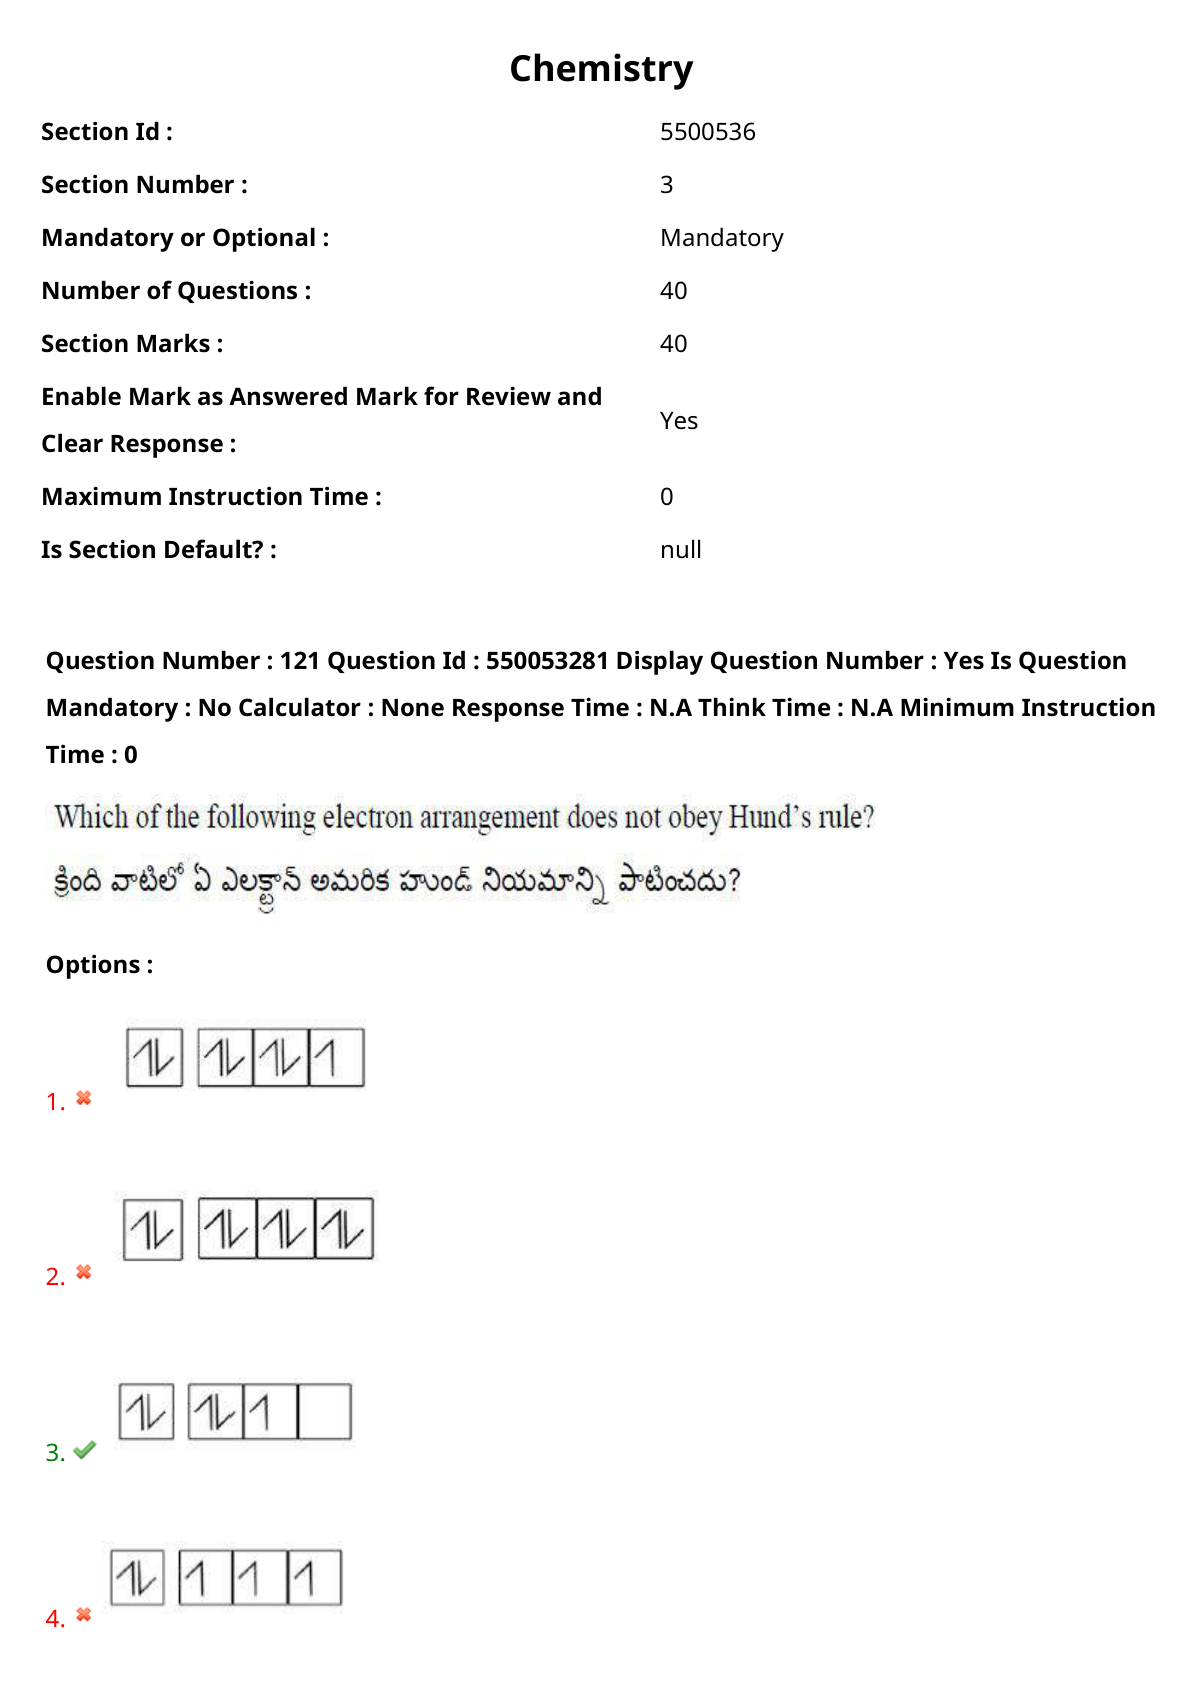 Chemistry
Section Id : 5500536
Section Number : 3
Mandatory or Optional : Mandatory
Number of Questions : 40
Section Marks : 40
Enable Mark as Answered Mark for Review and
Clear Response : Yes
Maximum Instruction Time : 0
Is Section Default? : null
Question Number : 121 Question Id : 550053281 Display Question Number : Yes Is Question
Mandatory : No Calculator : None Response Time : N.A Think Time : N.A Minimum Instruction
Time : 0
Which of the following electron arrangement does not obey Hund’s rule?
క్రింది వాటిలో ఏ ఎలక్ట్రాన్ అమరిక హుండ్ నియమాన్ని పాటించదు?
Options :
1.
2.
3.
4.